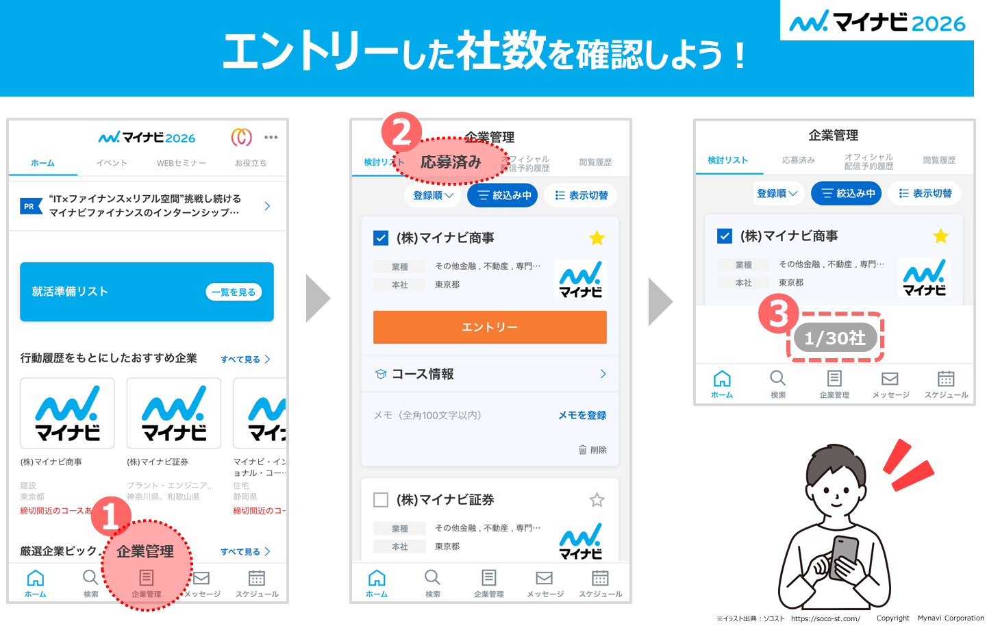 マイナビ 2026
エントリーした社数を確認しよう！
マイナビ 2026
ホーム
イベント
WEBセミナー
お役立ち
PR
“IT×ファイナンス×リアル空間”挑戦し続ける
マイナビファイナンスのインターンシップ…
就活準備リスト
一覧を見る
行動履歴をもとにしたおすすめ企業
すべて見る
マイナビ
マイナビ
マイナ
(株)マイナビ商事
(株)マイナビ証券
マイナビ・イン
ョナル・コー…
建設
東京都
プラント・エンジニア..
神奈川県、和歌山県
住宅
静岡県
締切間近のコースあ
締切間近のコー
1
厳選企業ピック
企業管理
すべて見る
ホーム
検索
企業管理
メッセージ
スケジュール
2
企業管理
検討リスト
応募済み
オフィシャル
配信予約履歴
閲覧履歴
登録順
絞込み中
表示切替
(株)マイナビ商事
業種
その他金融 , 不動産 , 専門…
本社
東京都
マイナビ
エントリー
コース情報
メモ（全角100文字以内）
メモを登録
削除
(株)マイナビ証券
業種
その他金融 , 不動産 , 専門…
本社
東京都
マイナビ
ホーム
検索
企業管理
メッセージ
スケジュール
企業管理
検討リスト
応募済み
オフィシャル
配信予約履歴
閲覧履歴
登録順
絞込み中
表示切替
(株)マイナビ商事
業種
その他金融 , 不動産 , 専門…
本社
東京都
マイナビ
3
1/30社
ホーム
検索
企業管理
メッセージ
スケジュール
※イラスト出典：ソコスト https://soco-st.com/
Copyright Mynavi Corporation